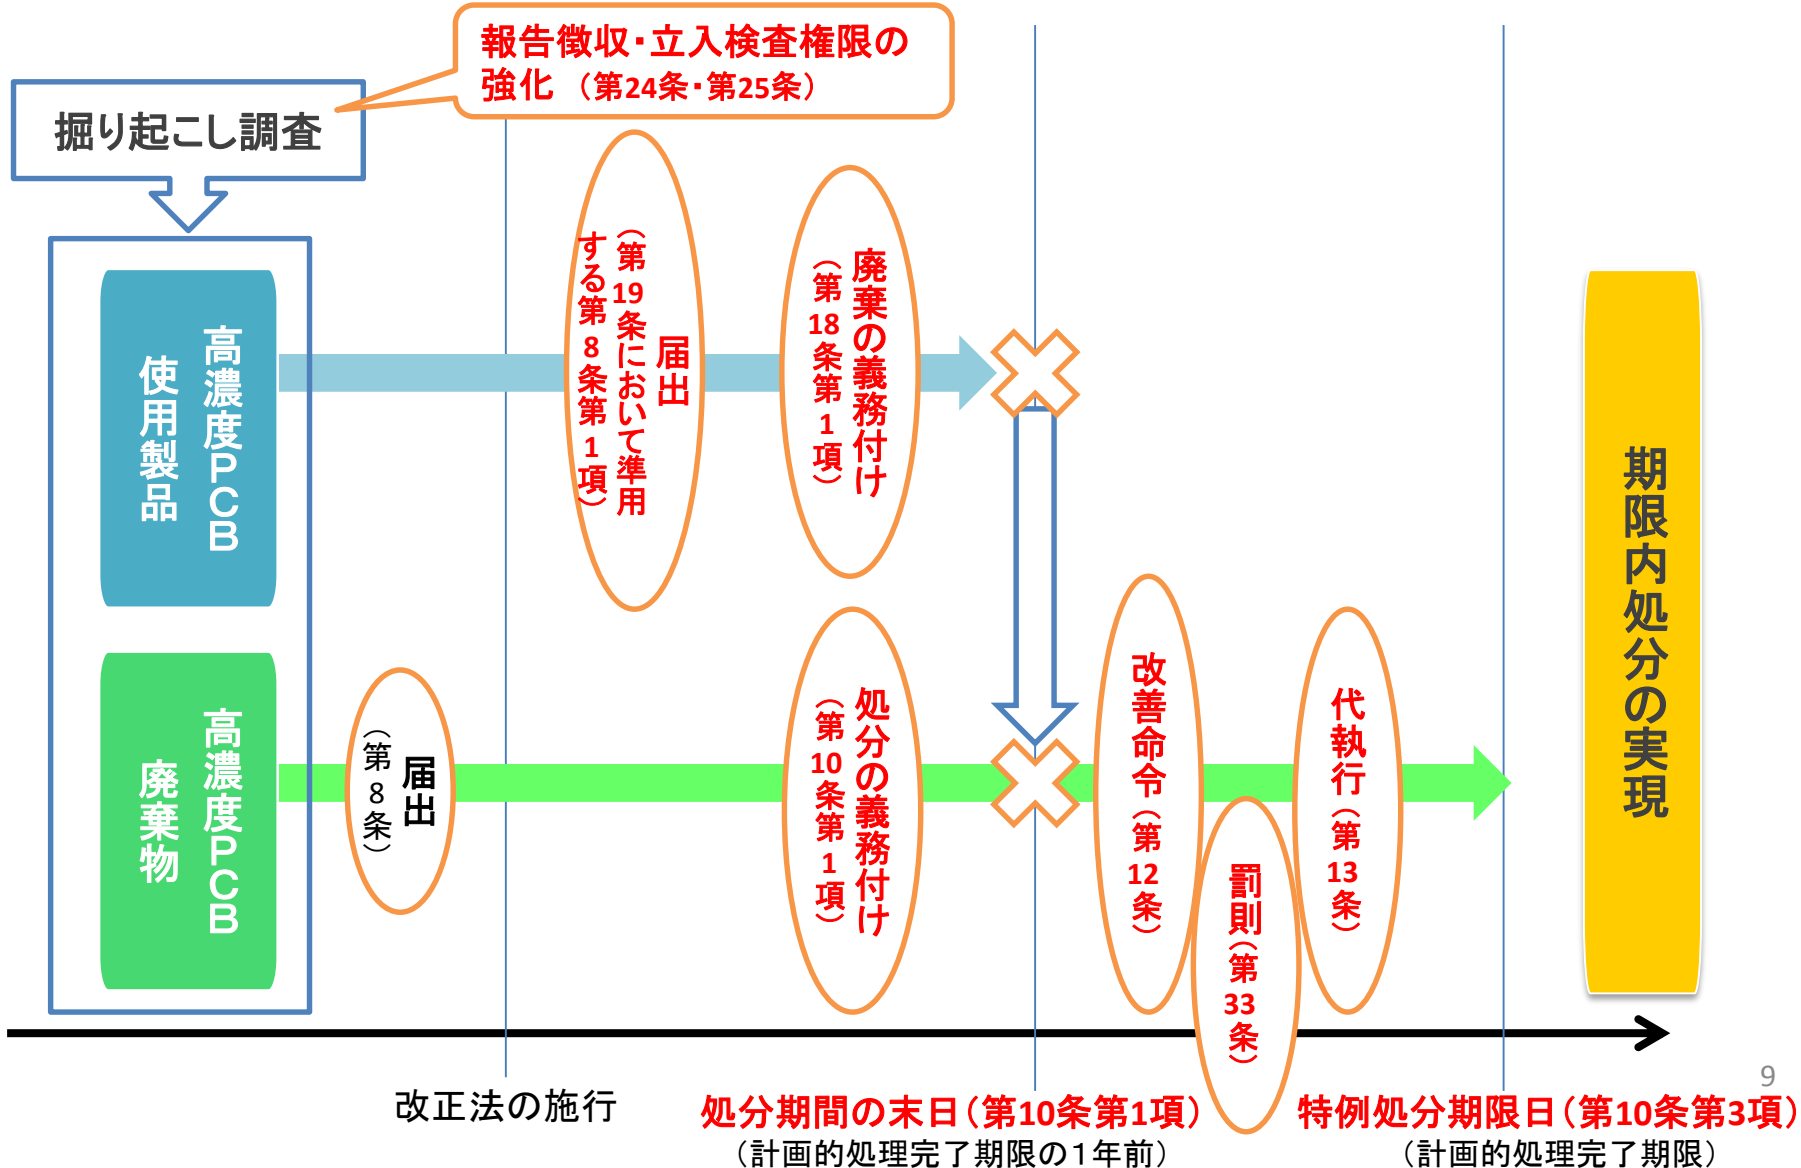 報告徴収・立入検査権限の
強化 （第24条・第25条）
掘り起こし調査
高濃度ＰＣＢ
使用製品
届出
（第19条において準用
する第８条第１項）
廃棄の義務付け
（第18条第１項）
高濃度ＰＣＢ
廃棄物
届出
（第８条）
処分の義務付け
（第10条第１項）
改善命令（第12条）
罰則（第33条）
代執行（第13条）
期限内処分の実現
改正法の施行
処分期間の末日（第10条第1項）
（計画的処理完了期限の１年前）
特例処分期限日（第10条第3項）
（計画的処理完了期限）
9